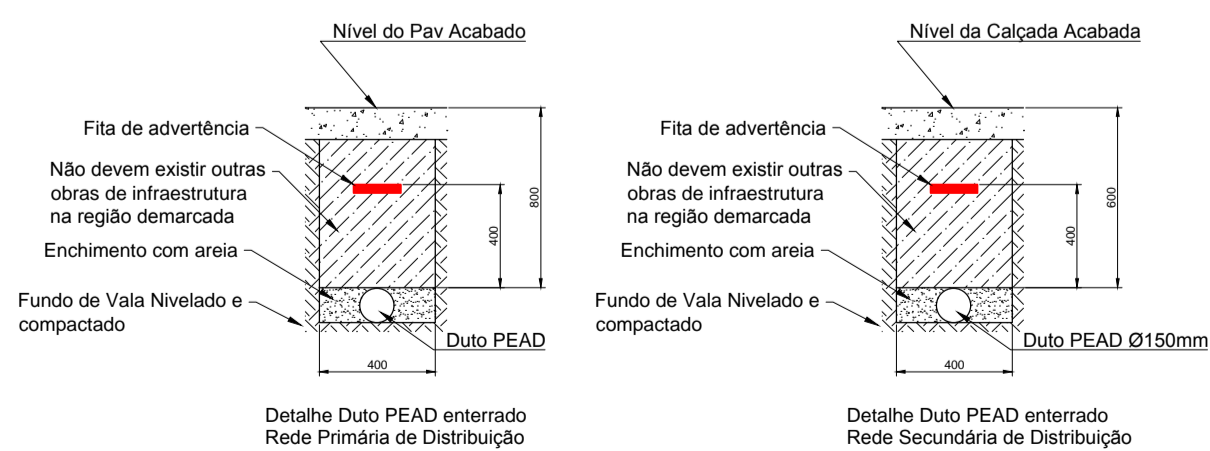 Nível do Pav Acabado
Fita de advertência
Não devem existir outras
obras de infraestrutura
na região demarcada
Enchimento com areia
Fundo de Vala Nivelado e
compactado
Duto PEAD
800
400
400
Detalhe Duto PEAD enterrado
Rede Primária de Distribuição
Nível da Calçada Acabada
Fita de advertência
Não devem existir outras
obras de infraestrutura
na região demarcada
Enchimento com areia
Fundo de Vala Nivelado e
compactado
Duto PEAD Ø150mm
600
400
400
Detalhe Duto PEAD enterrado
Rede Secundária de Distribuição